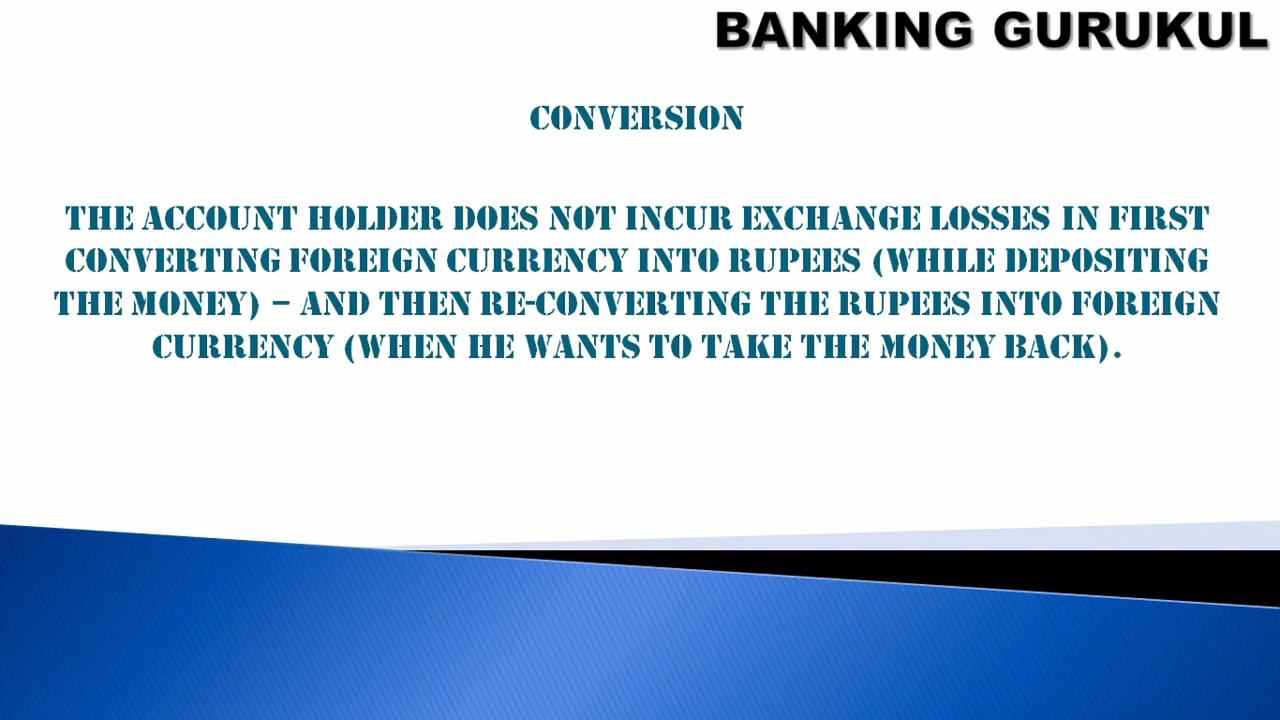 BANKING GURUKUL
CONVERSION
THE ACCOUNT HOLDER DOES NOT INCUR EXCHANGE LOSSES IN FIRST
CONVERTING FOREIGN CURRENCY INTO RUPEES (WHILE DEPOSITING
THE MONEY) – AND THEN RE-CONVERTING THE RUPEES INTO FOREIGN
CURRENCY (WHEN HE WANTS TO TAKE THE MONEY BACK).